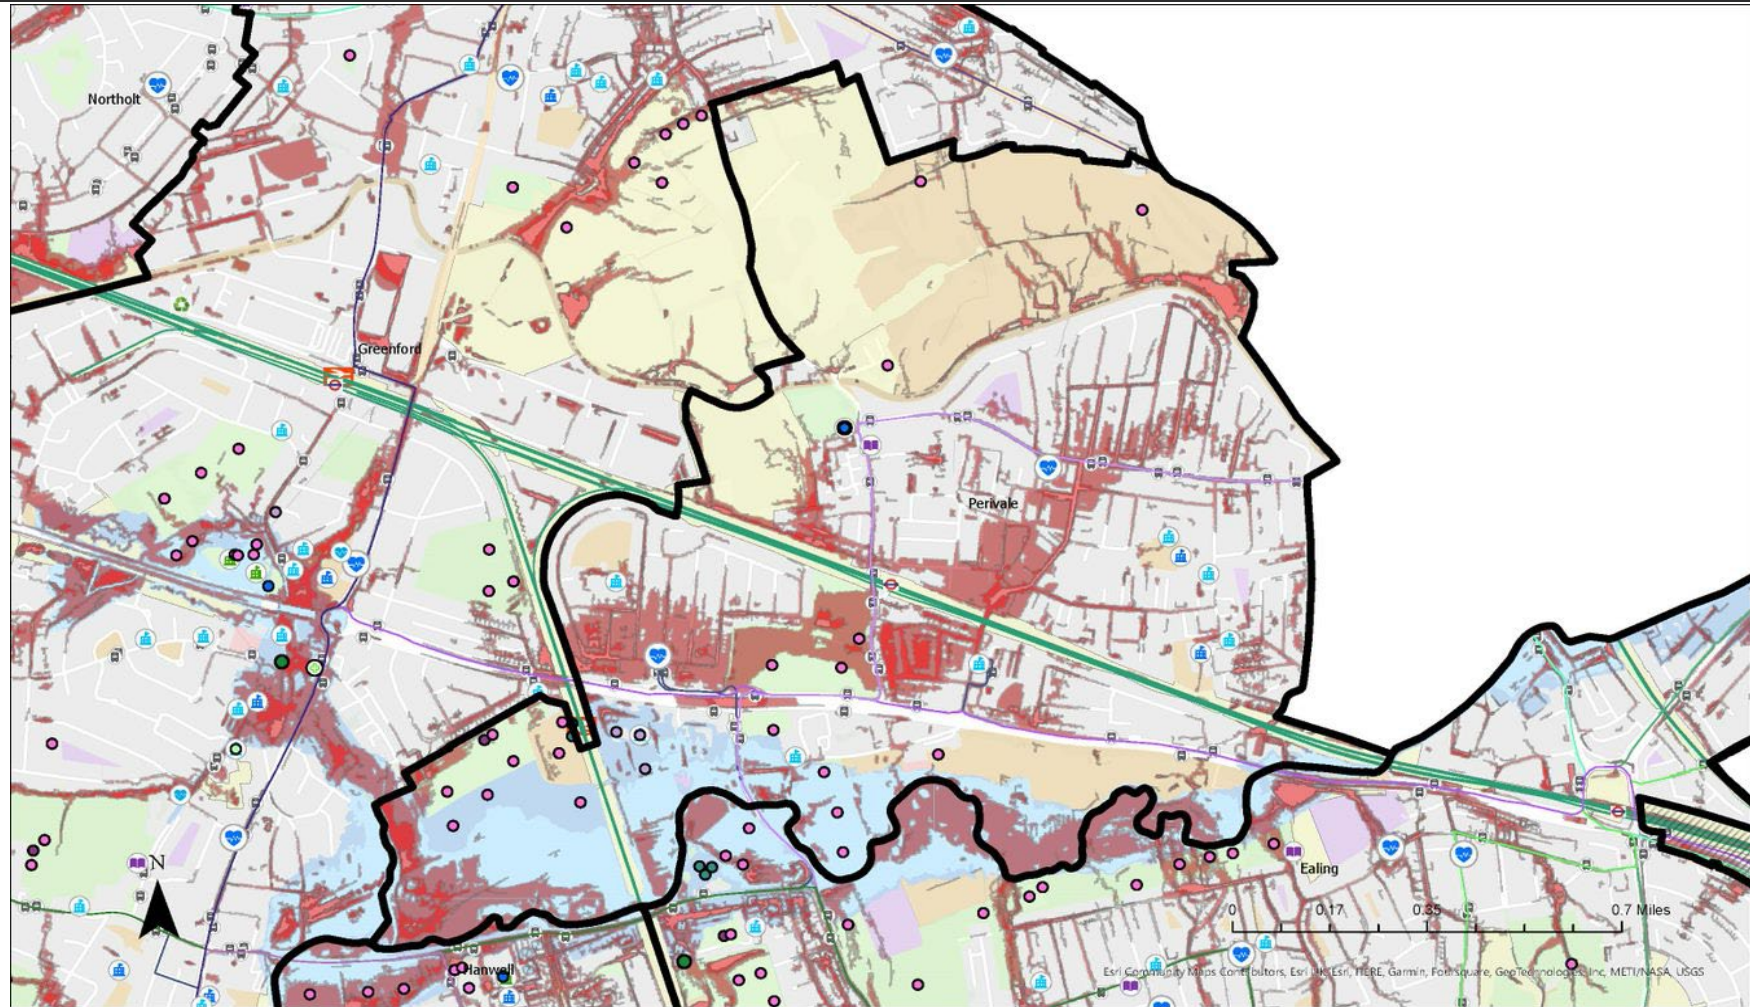 Northolt
Greenford
Perivale
N
Ealing
0 0.17 0.35 0.7 Miles
Hanwell
Esri Community Maps Contributors, Esri UK, Esri, HERE, Garmin, Foursquare, GeoTechnologies, Inc, METI/NASA, USGS